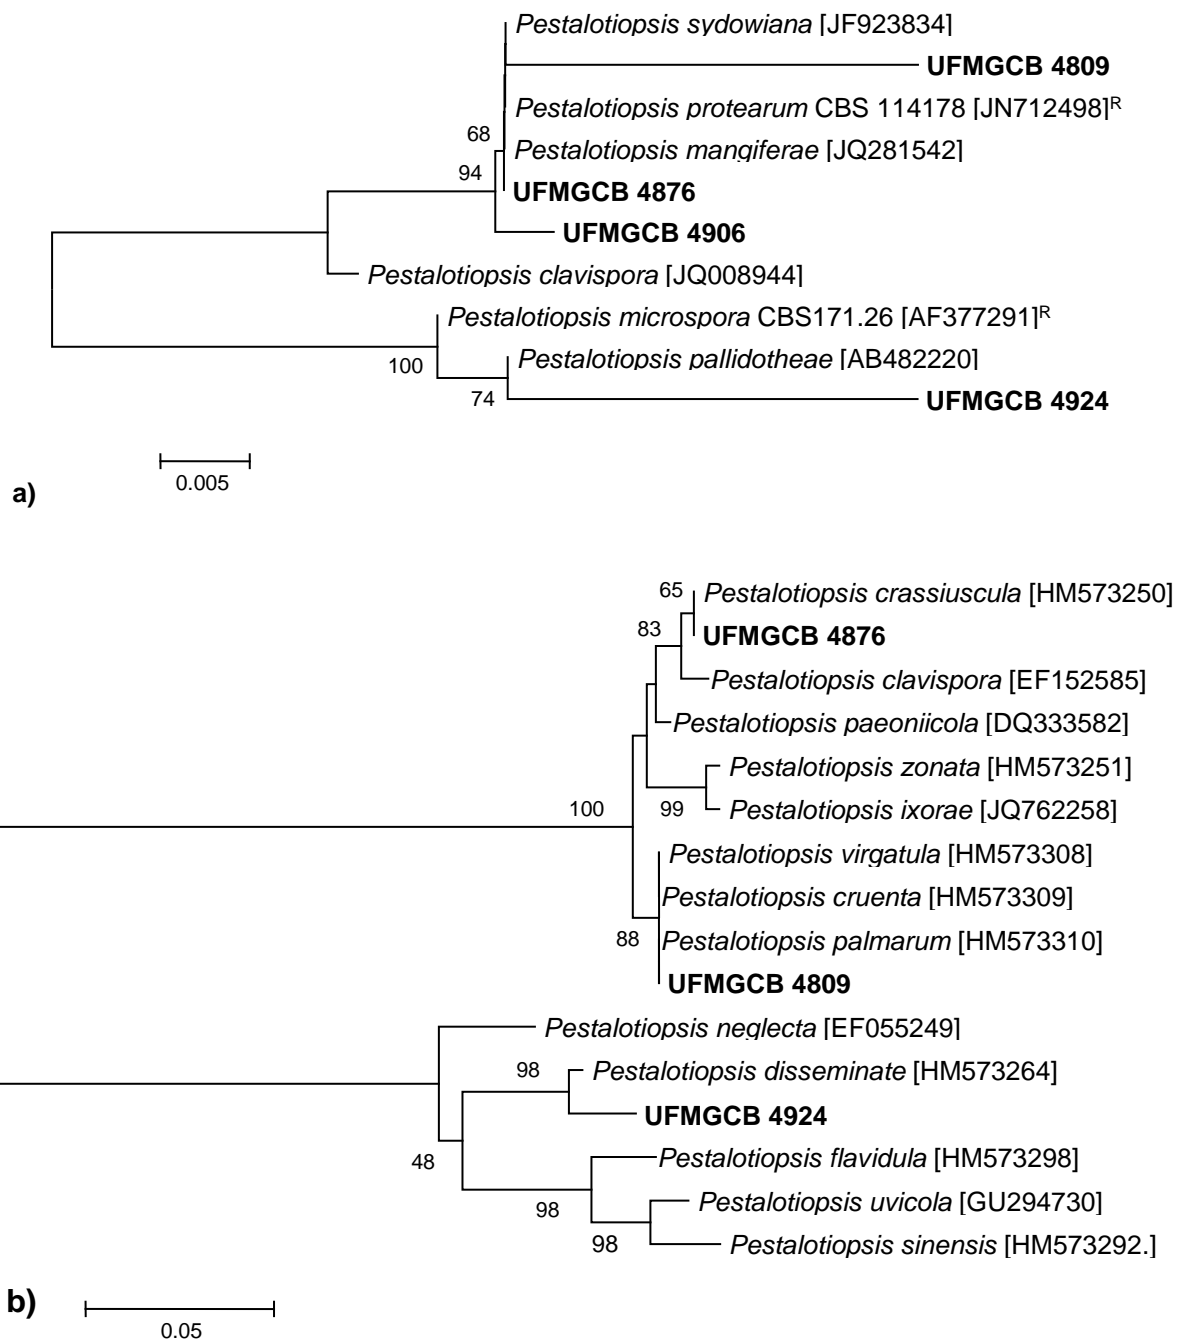 Pestalotiopsis sydowiana [JF923834]
UFMGCB 4809
Pestalotiopsis protearum CBS 114178 [JN712498]R
68
Pestalotiopsis mangiferae [JQ281542]
94
UFMGCB 4876
UFMGCB 4906
Pestalotiopsis clavispora [JQ008944]
Pestalotiopsis microspora CBS171.26 [AF377291]R
100
Pestalotiopsis pallidotheae [AB482220]
74
UFMGCB 4924
0.005
a)
65
Pestalotiopsis crassiuscula [HM573250]
83
UFMGCB 4876
Pestalotiopsis clavispora [EF152585]
Pestalotiopsis paeoniicola [DQ333582]
Pestalotiopsis zonata [HM573251]
100
99
Pestalotiopsis ixorae [JQ762258]
Pestalotiopsis virgatula [HM573308]
Pestalotiopsis cruenta [HM573309]
88
Pestalotiopsis palmarum [HM573310]
UFMGCB 4809
Pestalotiopsis neglecta [EF055249]
98
Pestalotiopsis disseminate [HM573264]
UFMGCB 4924
48
Pestalotiopsis flavidula [HM573298]
98
Pestalotiopsis uvicola [GU294730]
98
Pestalotiopsis sinensis [HM573292.]
b)
0.05